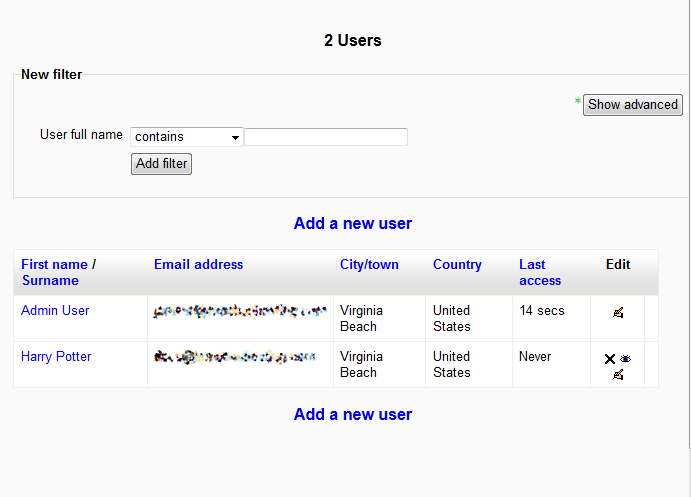 2 Users
New filter
* Show advanced
User full name contains
Add filter
Add a new user
First name / Surname Email address City/town Country Last access Edit
Admin User Virginia Beach United States 14 secs
Harry Potter Virginia Beach United States Never
Add a new user